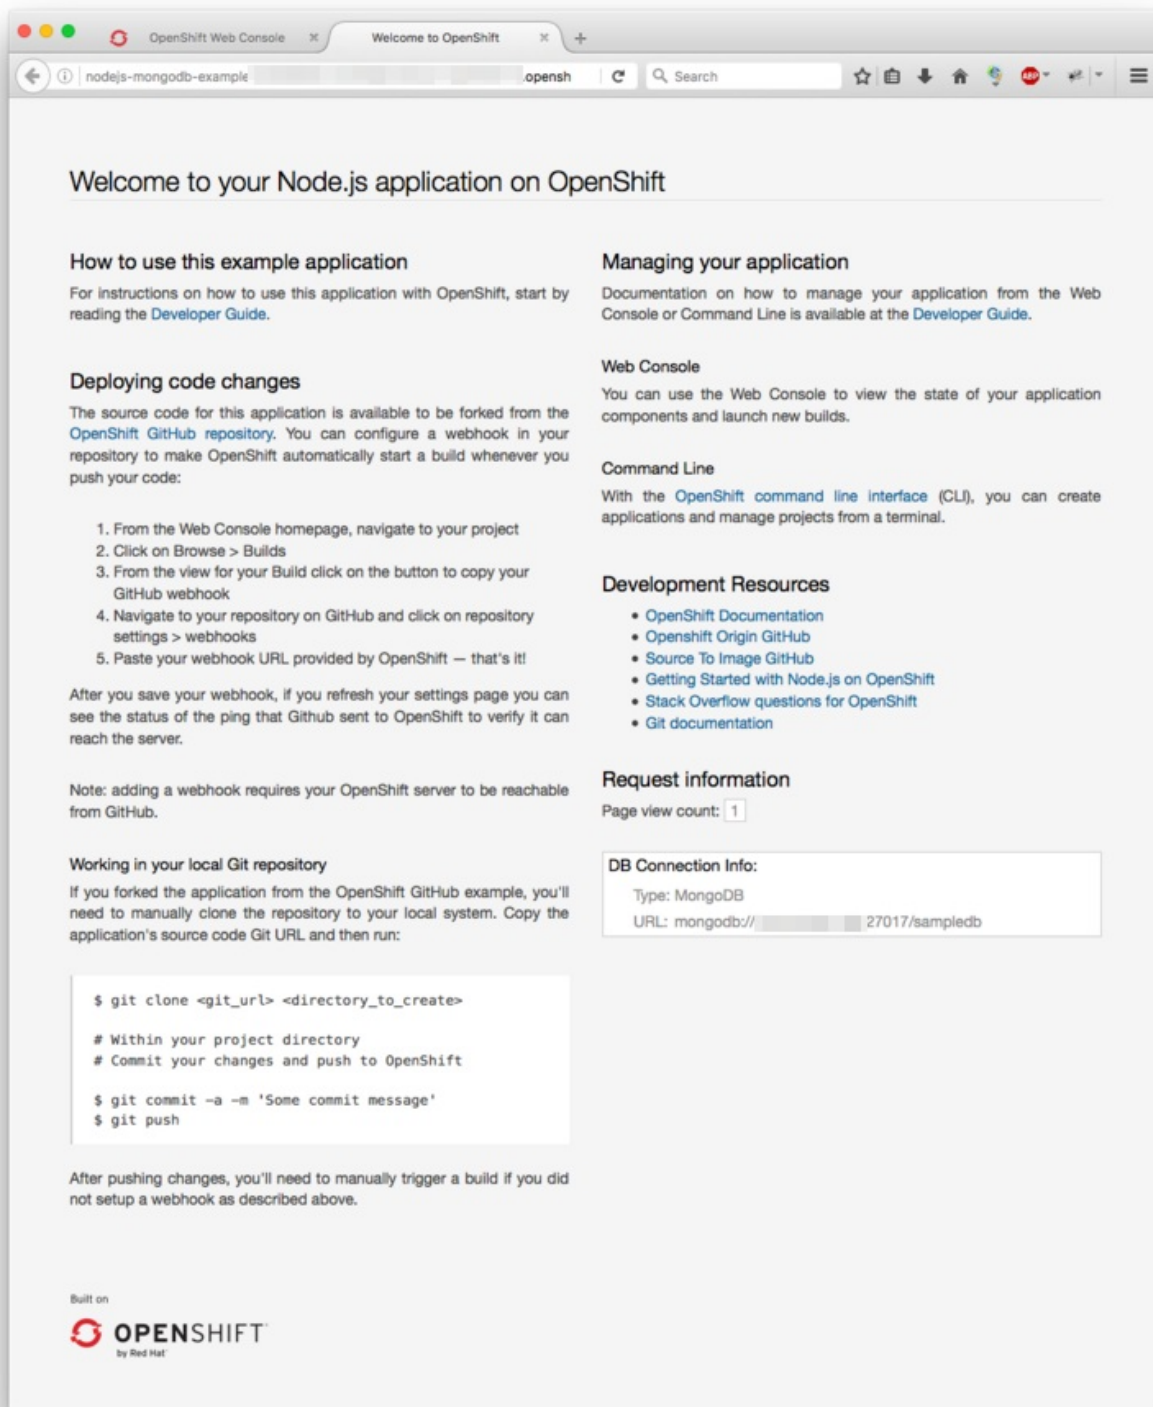 OpenShift Web Console
Welcome to OpenShift
nodejs-mongodb-example
.opensh
Search
ABP
Welcome to your Node.js application on OpenShift
How to use this example application
For instructions on how to use this application with OpenShift, start by
reading the Developer Guide.
Deploying code changes
The source code for this application is available to be forked from the
OpenShift GitHub repository. You can configure a webhook in your
repository to make OpenShift automatically start a build whenever you
push your code:
1. From the Web Console homepage, navigate to your project
2. Click on Browse > Builds
3. From the view for your Build click on the button to copy your
GitHub webhook
4. Navigate to your repository on GitHub and click on repository
settings > webhooks
5. Paste your webhook URL provided by OpenShift — that's it!
After you save your webhook, if you refresh your settings page you can
see the status of the ping that Github sent to OpenShift to verify it can
reach the server.
Note: adding a webhook requires your OpenShift server to be reachable
from GitHub.
Working in your local Git repository
If you forked the application from the OpenShift GitHub example, you'll
need to manually clone the repository to your local system. Copy the
application's source code Git URL and then run:
$ git clone <git_url> <directory_to_create>
# Within your project directory
# Commit your changes and push to OpenShift
$ git commit -a -m 'Some commit message'
$ git push
After pushing changes, you'll need to manually trigger a build if you did
not setup a webhook as described above.
Managing your application
Documentation on how to manage your application from the Web
Console or Command Line is available at the Developer Guide.
Web Console
You can use the Web Console to view the state of your application
components and launch new builds.
Command Line
With the OpenShift command line interface (CLI), you can create
applications and manage projects from a terminal.
Development Resources
• OpenShift Documentation
• Openshift Origin GitHub
• Source To Image GitHub
• Getting Started with Node.js on OpenShift
• Stack Overflow questions for OpenShift
• Git documentation
Request information
Page view count: 1
DB Connection Info:
Type: MongoDB
URL: mongodb:// 27017/sampledb
Built on
OPENSHIFT
by Red Hat